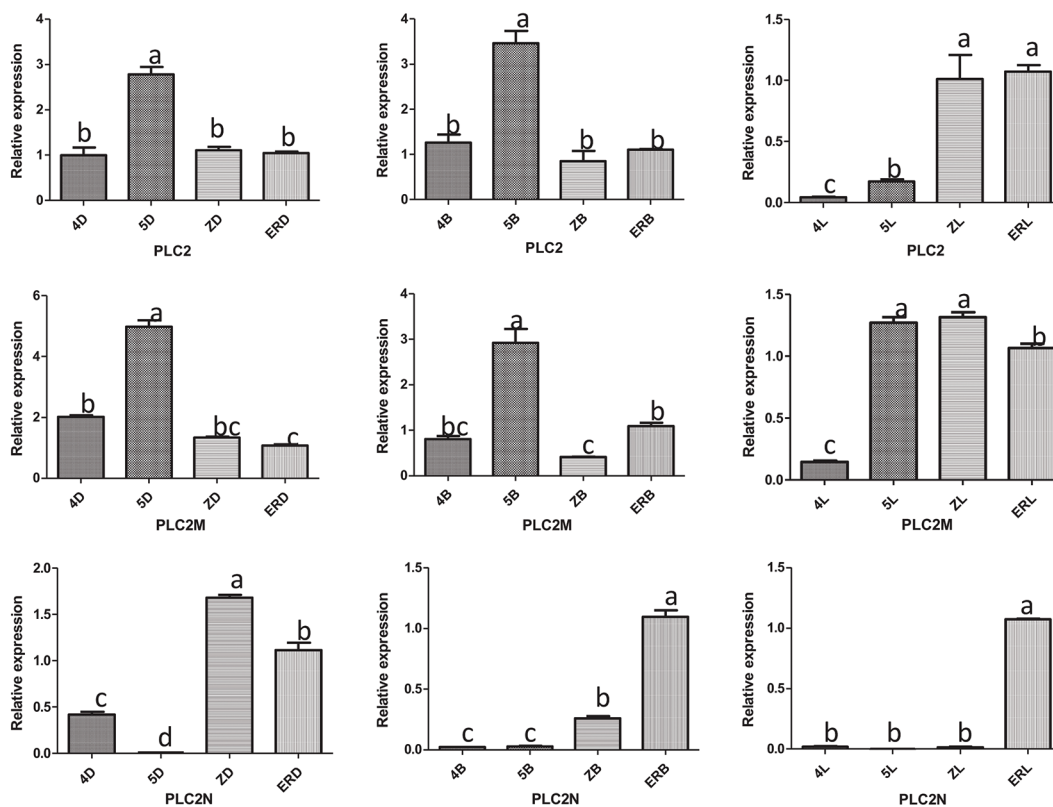 Relative expression
4
3
2
1
0
b
a
b
b
4D
5D
ZD
ERD
PLC2
Relative expression
4
3
2
1
0
b
a
b
b
4B
5B
ZB
ERB
PLC2
Relative expression
1.5
1.0
0.5
0.0
c
b
a
a
4L
5L
ZL
ERL
PLC2
Relative expression
6
4
2
0
b
a
bc
c
4D
5D
ZD
ERD
PLC2M
Relative expression
4
3
2
1
0
bc
a
c
b
4B
5B
ZB
ERB
PLC2M
Relative expression
1.5
1.0
0.5
0.0
c
a
a
b
4L
5L
ZL
ERL
PLC2M
Relative expression
2.0
1.5
1.0
0.5
0.0
c
d
a
b
4D
5D
ZD
ERD
PLC2N
Relative expression
1.5
1.0
0.5
0.0
c
c
b
a
4B
5B
ZB
ERB
PLC2N
Relative expression
1.5
1.0
0.5
0.0
b
b
b
a
4L
5L
ZL
ERL
PLC2N